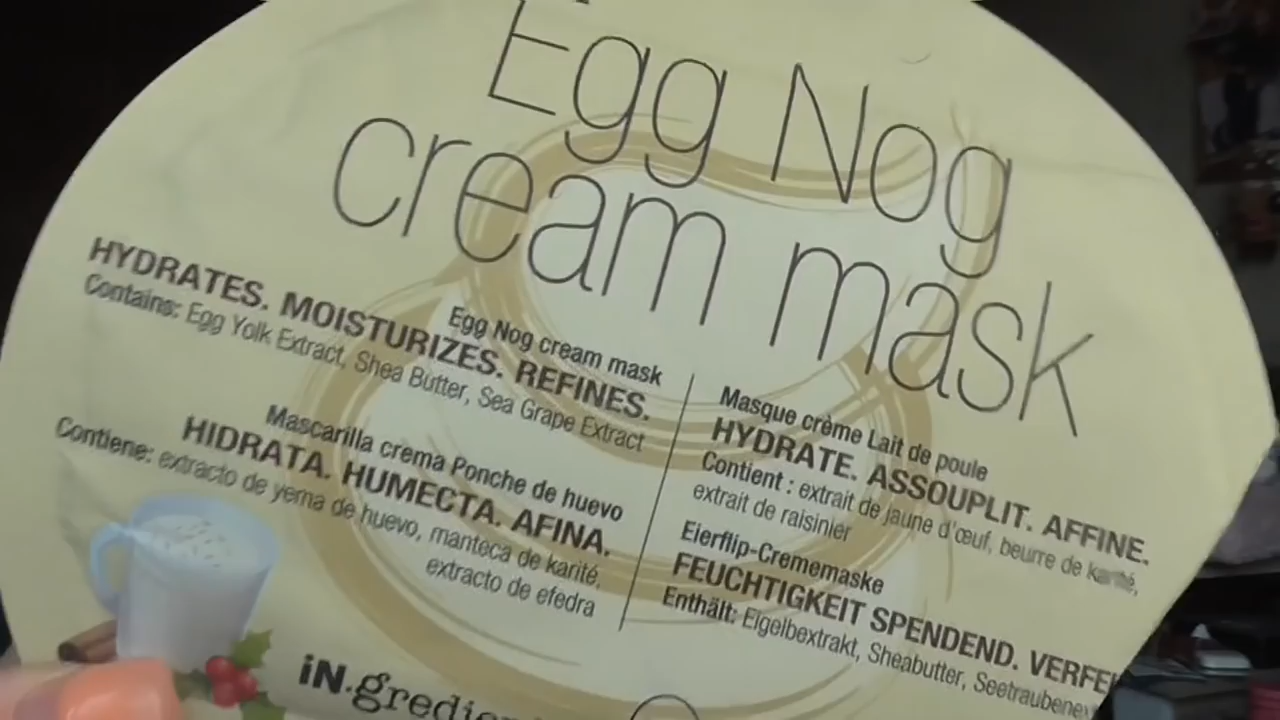 Egg Nog
cream mask
Egg Nog cream mask
HYDRATES. MOISTURIZES. REFINES.
Contains: Egg Yolk Extract, Shea Butter, Sea Grape Extract
Mascarilla crema Ponche de huevo
HIDRATA. HUMECTA. AFINA.
Contiene: extracto de yema de huevo, manteca de karité,
extracto de efedra
Masque crème Lait de poule
HYDRATE. ASSOUPLIT. AFFINE.
Contient : extrait de jaune d'œuf, beurre de karité,
extrait de raisinier
Eierflip-Crememaske
FEUCHTIGKEIT SPENDEND.
Enthält: Eigelbextrakt, Sheabutter,